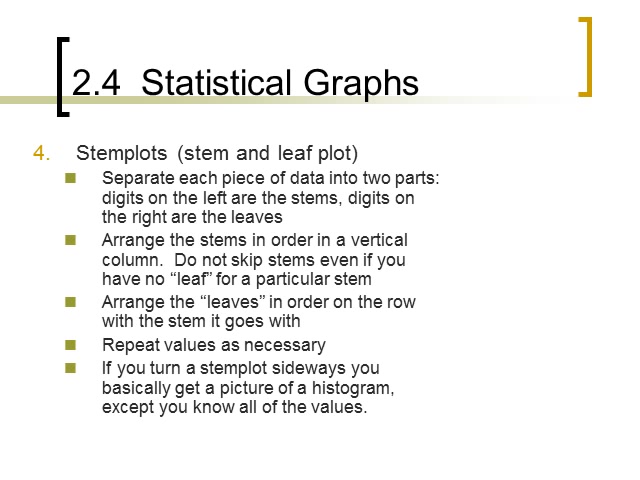 2.4  Statistical Graphs
4. Stemplots (stem and leaf plot)
Separate each piece of data into two parts:
digits on the left are the stems, digits on
the right are the leaves
Arrange the stems in order in a vertical
column.  Do not skip stems even if you
have no “leaf” for a particular stem
Arrange the “leaves” in order on the row
with the stem it goes with
Repeat values as necessary
If you turn a stemplot sideways you
basically get a picture of a histogram,
except you know all of the values.